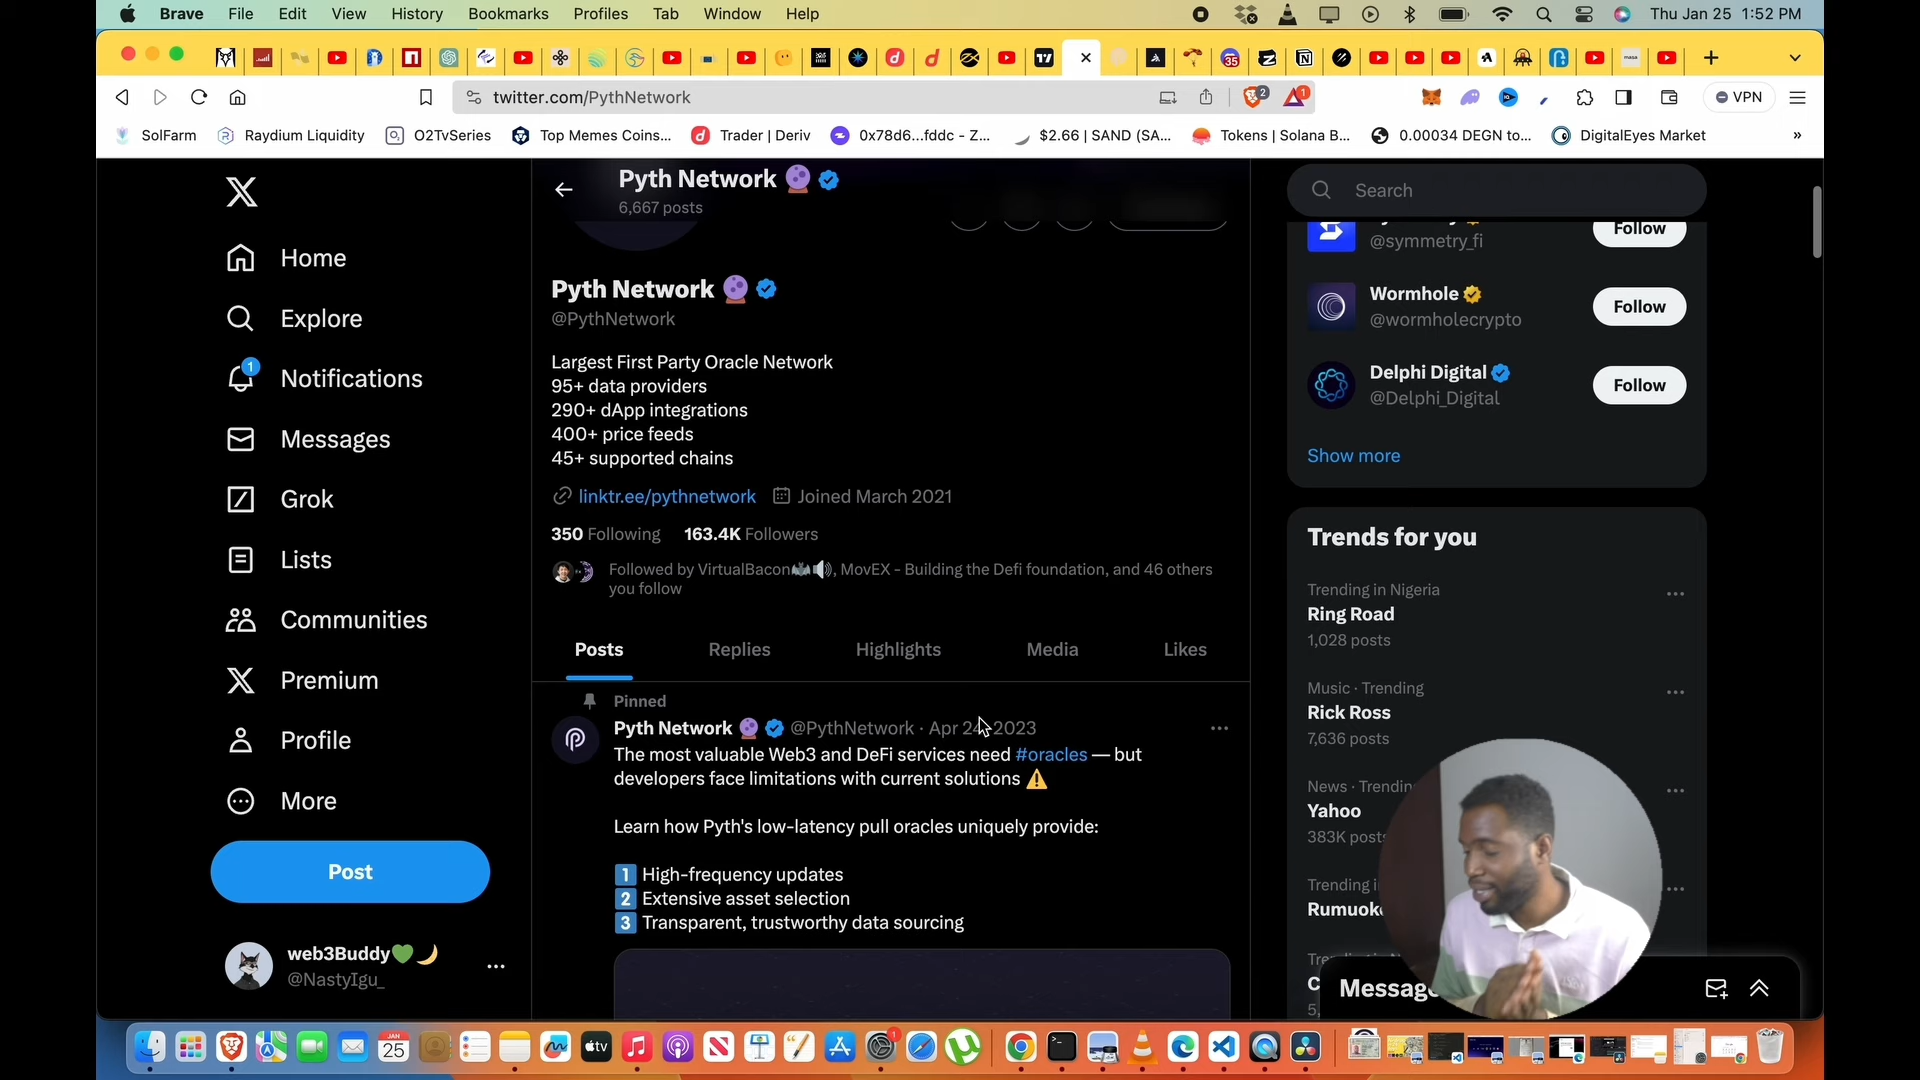 Brave File Edit View History Bookmarks Profiles Tab Window Help
Thu Jan 25 1:52 PM
twitter.com/PythNetwork
VPN
SolFarm
Raydium Liquidity
O2TvSeries
Top Memes Coins...
Trader | Deriv
0x78d6...fddc - Z...
$2.66 | SAND (SA...
Tokens | Solana B...
0.00034 DEGN to...
DigitalEyes Market
»
Home
Explore
1
Notifications
Messages
Grok
Lists
Communities
Premium
Profile
More
Post
web3Buddy💚🌙
@NastyIgu_
Pyth Network 🔮
6,667 posts
Pyth Network 🔮
@PythNetwork
Largest First Party Oracle Network
95+ data providers
290+ dApp integrations
400+ price feeds
45+ supported chains
linktr.ee/pythnetwork Joined March 2021
350 Following 163.4K Followers
Followed by VirtualBacon🦇🔊, MovEX - Building the Defi foundation, and 46 others
you follow
Posts Replies Highlights Media Likes
Pinned
Pyth Network 🔮 @PythNetwork · Apr 24, 2023
The most valuable Web3 and DeFi services need #oracles — but
developers face limitations with current solutions ⚠️
Learn how Pyth's low-latency pull oracles uniquely provide:
1️⃣ High-frequency updates
2️⃣ Extensive asset selection
3️⃣ Transparent, trustworthy data sourcing
Search
@symmetry_fi
Follow
Wormhole
@wormholecrypto
Follow
Delphi Digital
@Delphi_Digital
Follow
Show more
Trends for you
Trending in Nigeria
Ring Road
1,028 posts
Music · Trending
Rick Ross
7,636 posts
News · Trending
Yahoo
383K posts
Trending
JAN
25
tv